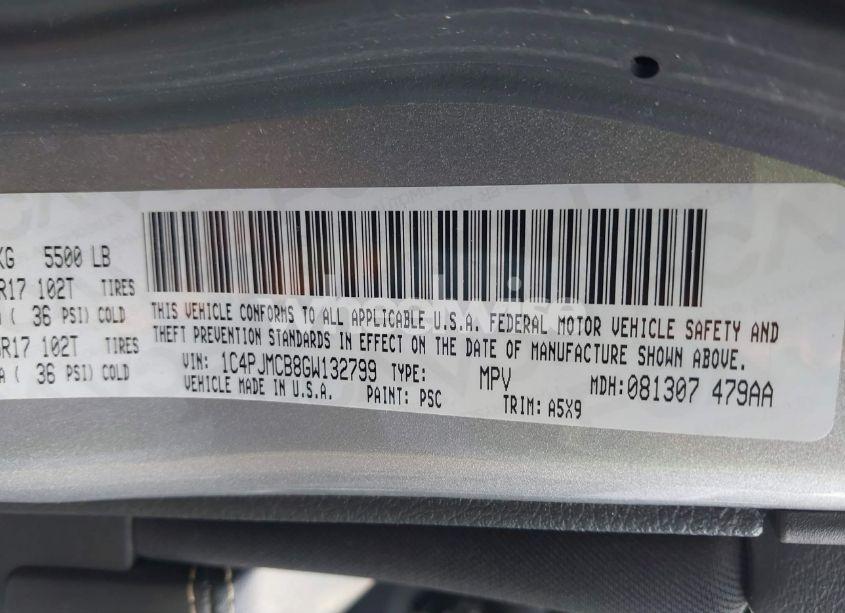 KG 5500 LB
R17 102T TIRES
( 36 PSI) COLD
R17 102T TIRES
A ( 36 PSI) COLD
THIS VEHICLE CONFORMS TO ALL APPLICABLE U.S.A. FEDERAL MOTOR VEHICLE SAFETY AND
THEFT PREVENTION STANDARDS IN EFFECT ON THE DATE OF MANUFACTURE SHOWN ABOVE.
VIN: 1C4PJMCB8GW132799 TYPE: MPV MDH:081307 479AA
VEHICLE MADE IN U.S.A. PAINT: PSC TRIM: A5X9